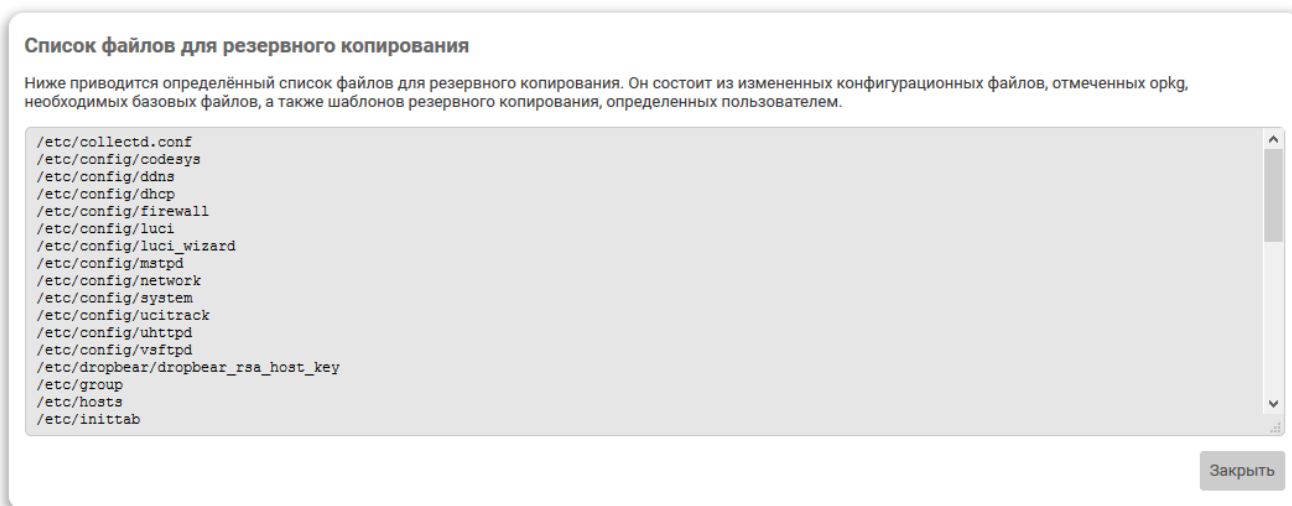 Список файлов для резервного копирования
Ниже приводится определённый список файлов для резервного копирования. Он состоит из измененных конфигурационных файлов, отмеченных opkg,
необходимых базовых файлов, а также шаблонов резервного копирования, определенных пользователем.
/etc/collectd.conf
/etc/config/codesys
/etc/config/ddns
/etc/config/dhcp
/etc/config/firewall
/etc/config/luci
/etc/config/luci_wizard
/etc/config/mstpd
/etc/config/network
/etc/config/system
/etc/config/ucitrack
/etc/config/uhttpd
/etc/config/vsftpd
/etc/dropbear/dropbear_rsa_host_key
/etc/group
/etc/hosts
/etc/inittab
Закрыть